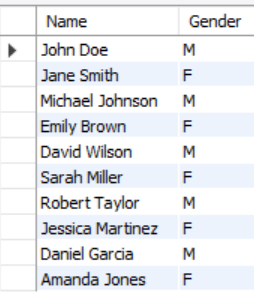 Name Gender
John Doe M
Jane Smith F
Michael Johnson M
Emily Brown F
David Wilson M
Sarah Miller F
Robert Taylor M
Jessica Martinez F
Daniel Garcia M
Amanda Jones F